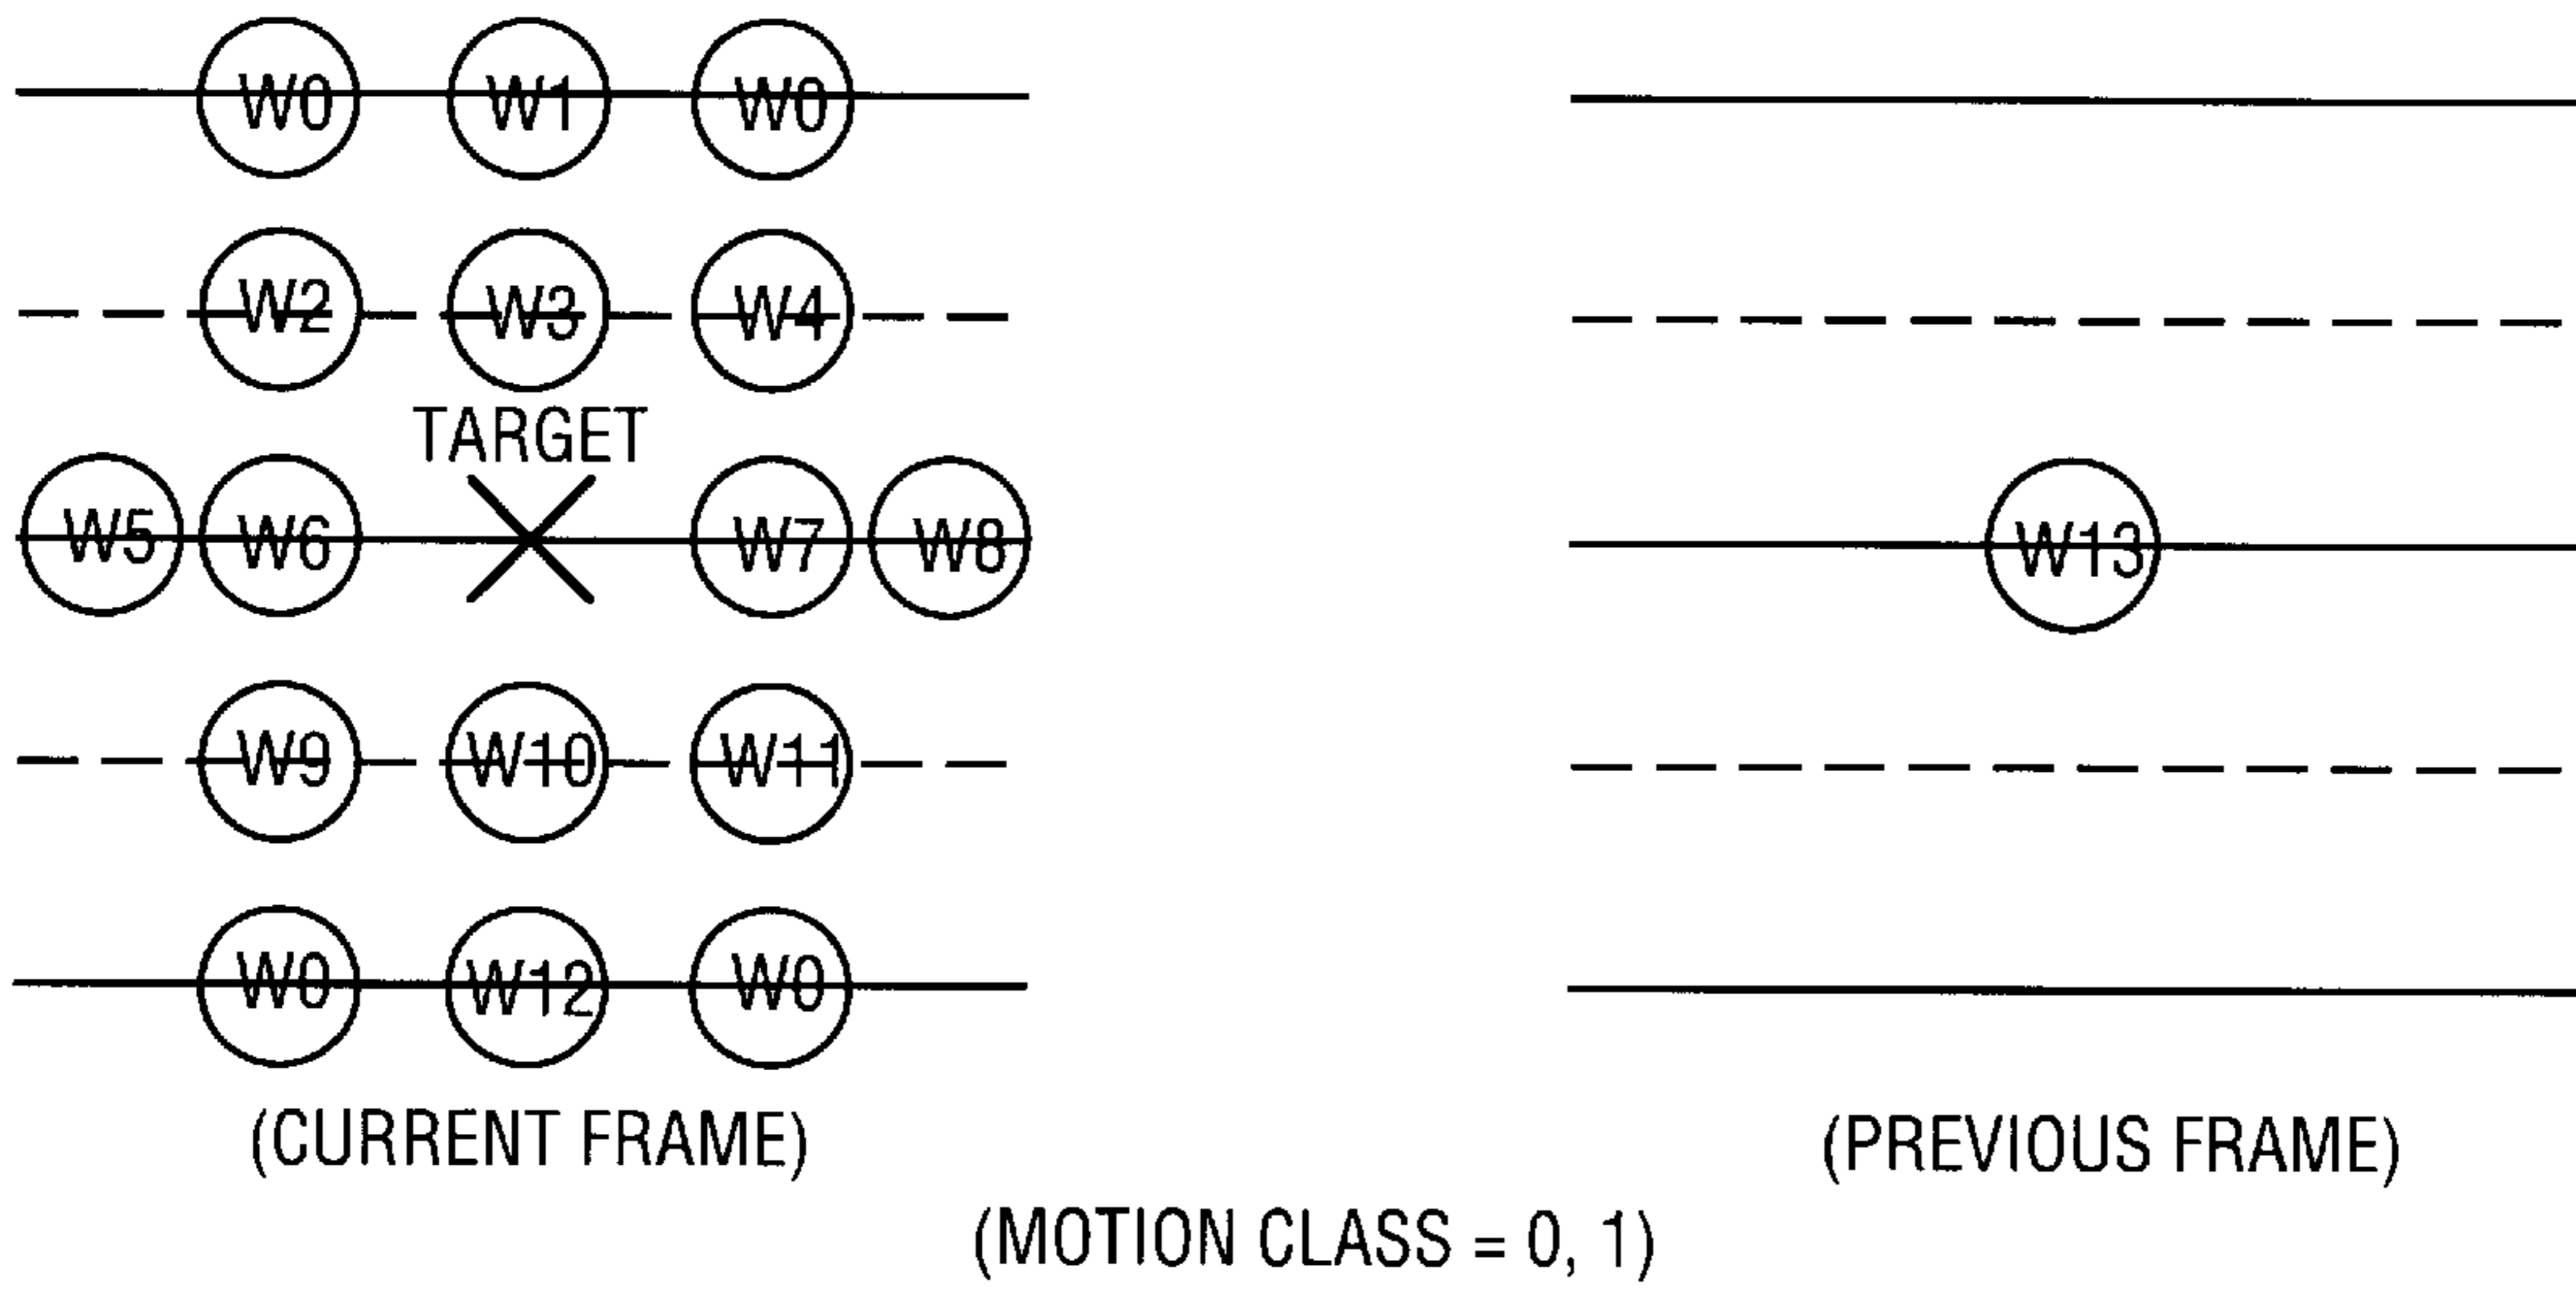 W0 W1 W0
W2 W3 W4
TARGET
W5 W6 W7 W8 W13
W9 W10 W11
W0 W12 W0
(CURRENT FRAME) (PREVIOUS FRAME)
(MOTION CLASS = 0, 1)